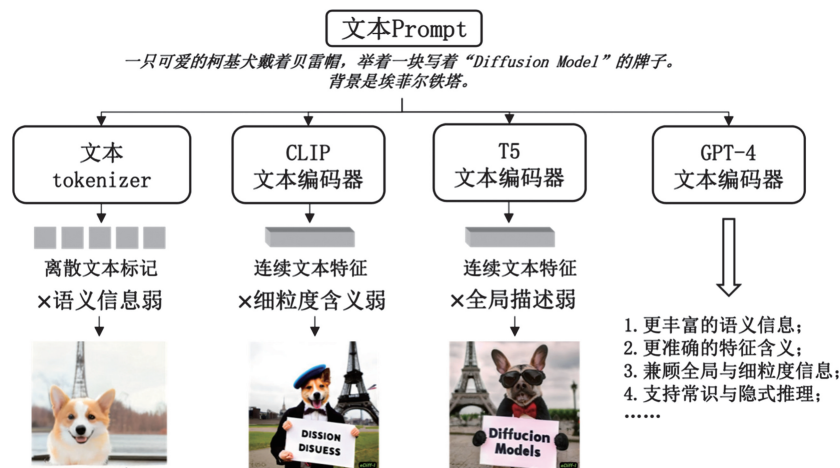 文本Prompt
一只可爱的柯基犬戴着贝雷帽，举着一块写着“Diffusion Model”的牌子。
背景是埃菲尔铁塔。
文本
tokenizer
CLIP
文本编码器
T5
文本编码器
GPT-4
文本编码器
离散文本标记
×语义信息弱
连续文本特征
×细粒度含义弱
连续文本特征
×全局描述弱
1. 更丰富的语义信息;
2. 更准确的特征含义;
3. 兼顾全局与细粒度信息;
4. 支持常识与隐式推理;
……
DISSION
DISUESS
Diffucion
Models